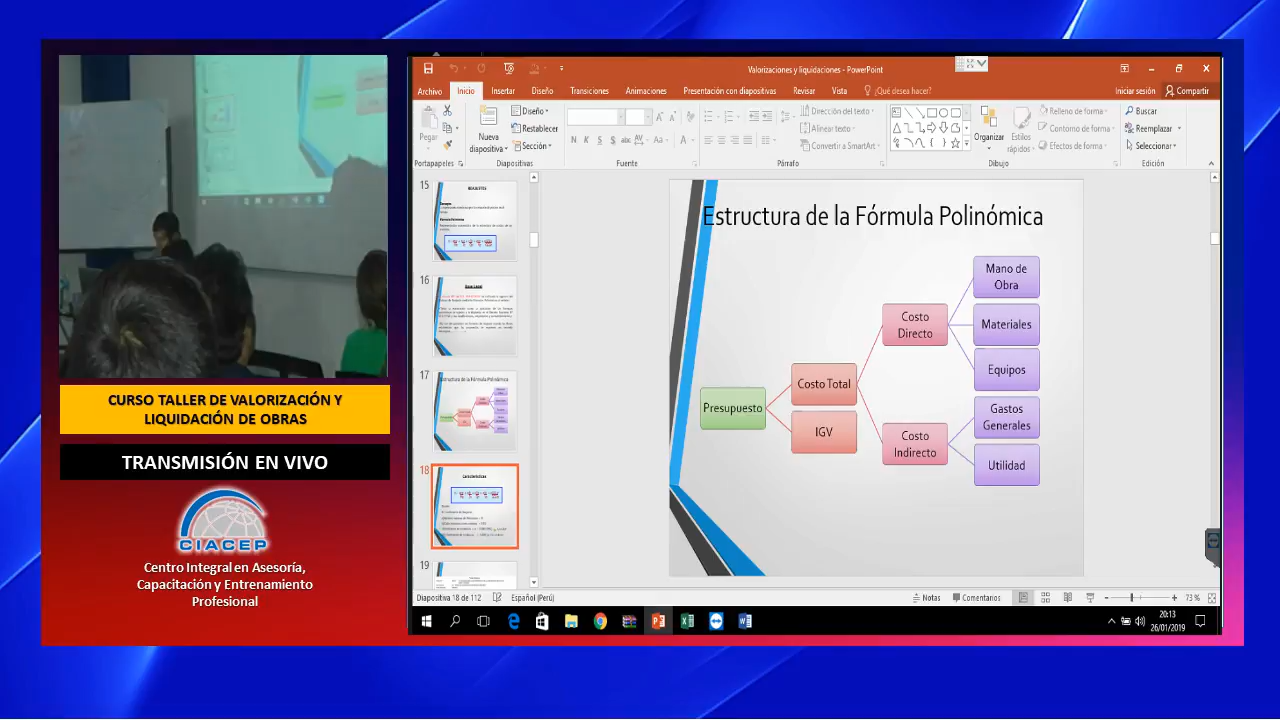 CURSO TALLER DE VALORIZACIÓN Y
LIQUIDACIÓN DE OBRAS
TRANSMISIÓN EN VIVO
CIACEP
Centro Integral en Asesoría,
Capacitación y Entrenamiento
Profesional
Valorizaciones y liquidaciones - PowerPoint
Archivo Inicio Insertar Diseño Transiciones Animaciones Presentación con diapositivas Revisar Vista ¿Qué desea hacer? Iniciar sesión Compartir
Pegar
Nueva
diapositiva
Diseño
Restablecer
Sección
N K S S abc AV Aa A
Dirección del texto
Alinear texto
Convertir a SmartArt
Organizar
Estilos
rápidos
Relleno de forma
Contorno de forma
Efectos de forma
Buscar
Reemplazar
Seleccionar
Portapapeles Diapositivas Fuente Párrafo Dibujo Edición
15
16
17
Estructura de la Fórmula Polinómica
18
Características
19
Estructura de la Fórmula Polinómica
Presupuesto
Costo Total
IGV
Costo
Directo
Costo
Indirecto
Mano de
Obra
Materiales
Equipos
Gastos
Generales
Utilidad
Diapositiva 18 de 112 Español (Perú) Notas Comentarios 73 %
20:13
26/01/2019